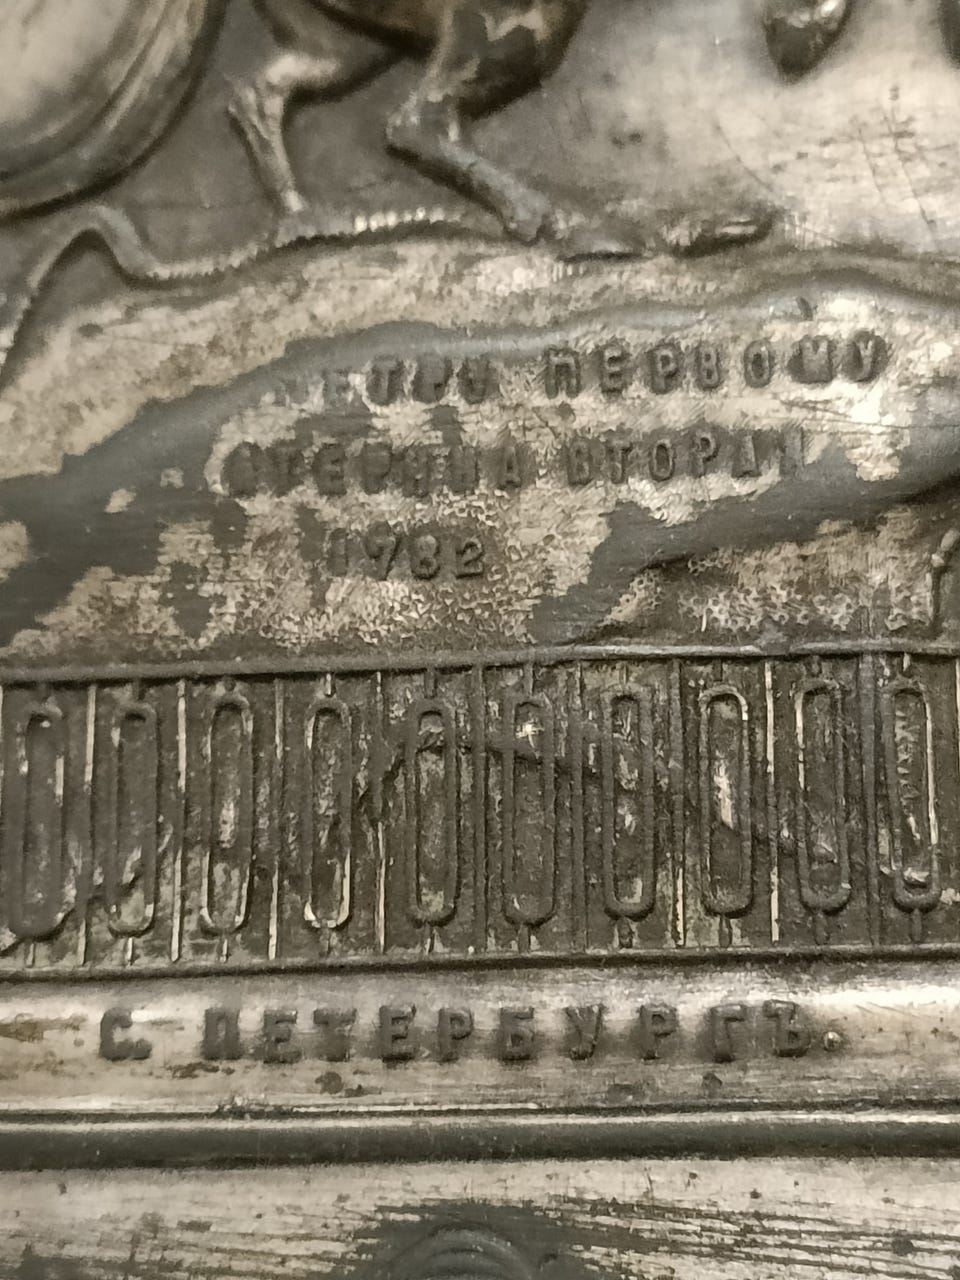 ПЕТРУ ПЕРВОМУ
ЕКАТЕРИНА ВТОРАЯ
1782
С. ПЕТЕРБУРГЪ.